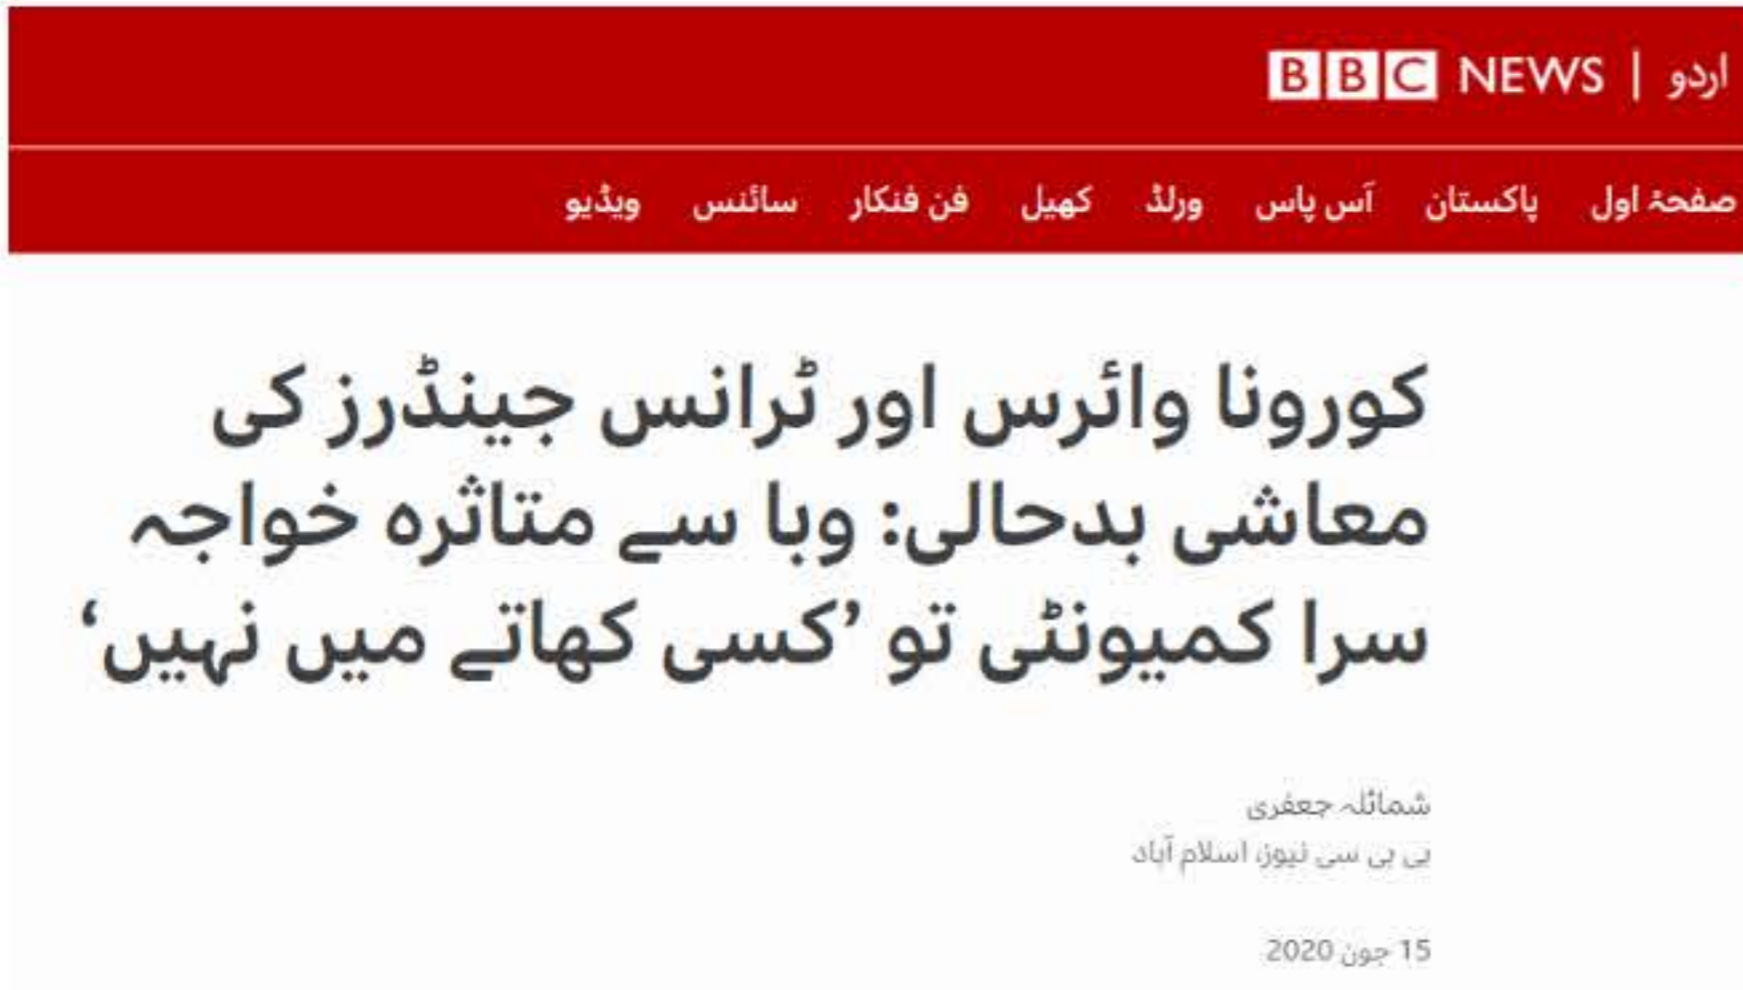 BBC NEWS | اردو
صفحۂ اول پاکستان آس پاس ورلڈ کھیل فن فنکار سائنس ویڈیو
کورونا وائرس اور ٹرانس جینڈرز کی
معاشی بدحالی: وبا سے متاثرہ خواجہ
سرا کمیونٹی تو ’کسی کھاتے میں نہیں‘
شمائلہ جعفری
بی بی سی نیوز، اسلام آباد
15 جون 2020